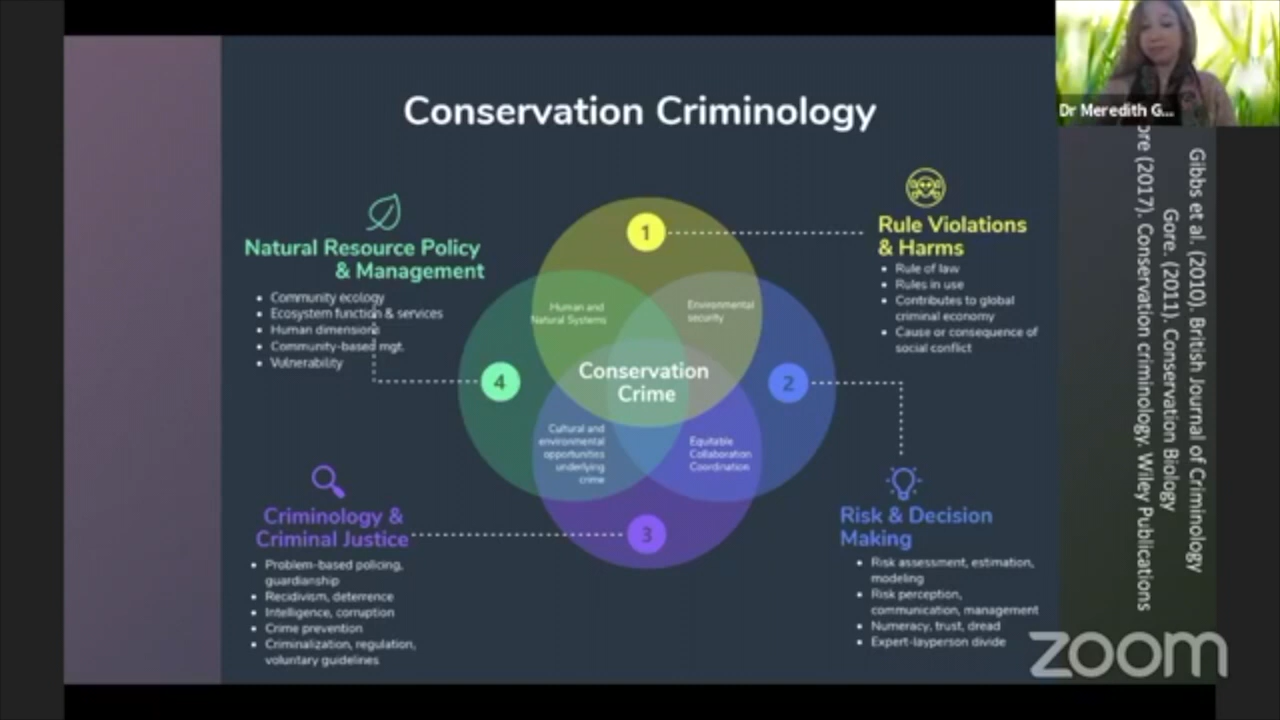 Conservation Criminology
Dr Meredith G...
Natural Resource Policy
& Management
Community ecology
Ecosystem function & services
Human dimensions
Community-based mgt.
Vulnerability
1
Rule Violations
& Harms
Rule of law
Rules in use
Contributes to global
criminal economy
Cause or consequence of
social conflict
Human and
Natural Systems
Environmental
security
4
Conservation
Crime
2
Cultural and
environmental
opportunities
underlying
crime
Equitable
Collaboration
Coordination
3
Criminology &
Criminal Justice
Problem-based policing,
guardianship
Recidivism, deterrence
Intelligence, corruption
Crime prevention
Criminalization, regulation,
voluntary guidelines
Risk & Decision
Making
Risk assessment, estimation,
modeling
Risk perception,
communication, management
Numeracy, trust, dread
Expert-layperson divide
Gibbs et al. (2010). British Journal of Criminology
Gore. (2011). Conservation Biology
ore (2017). Conservation criminology. Wiley Publications
zoom